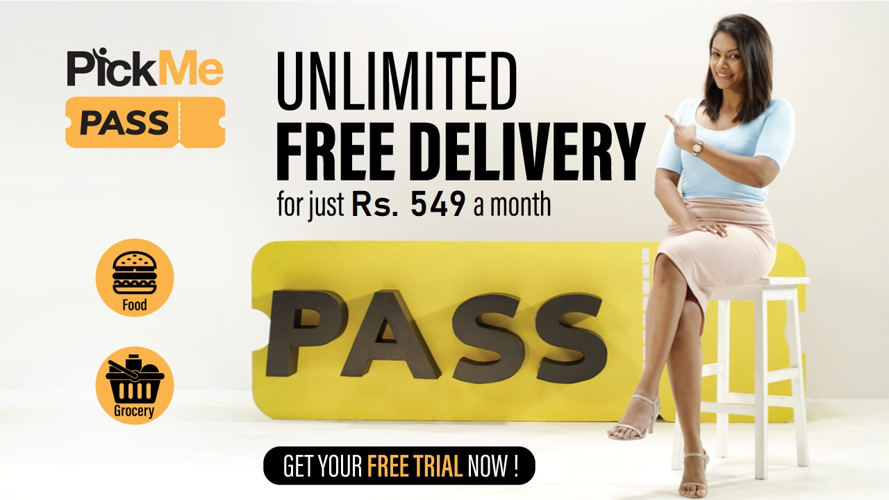 PickMe
PASS
UNLIMITED
FREE DELIVERY
for just Rs. 549 a month
Food
Grocery
PASS
GET YOUR FREE TRIAL NOW !